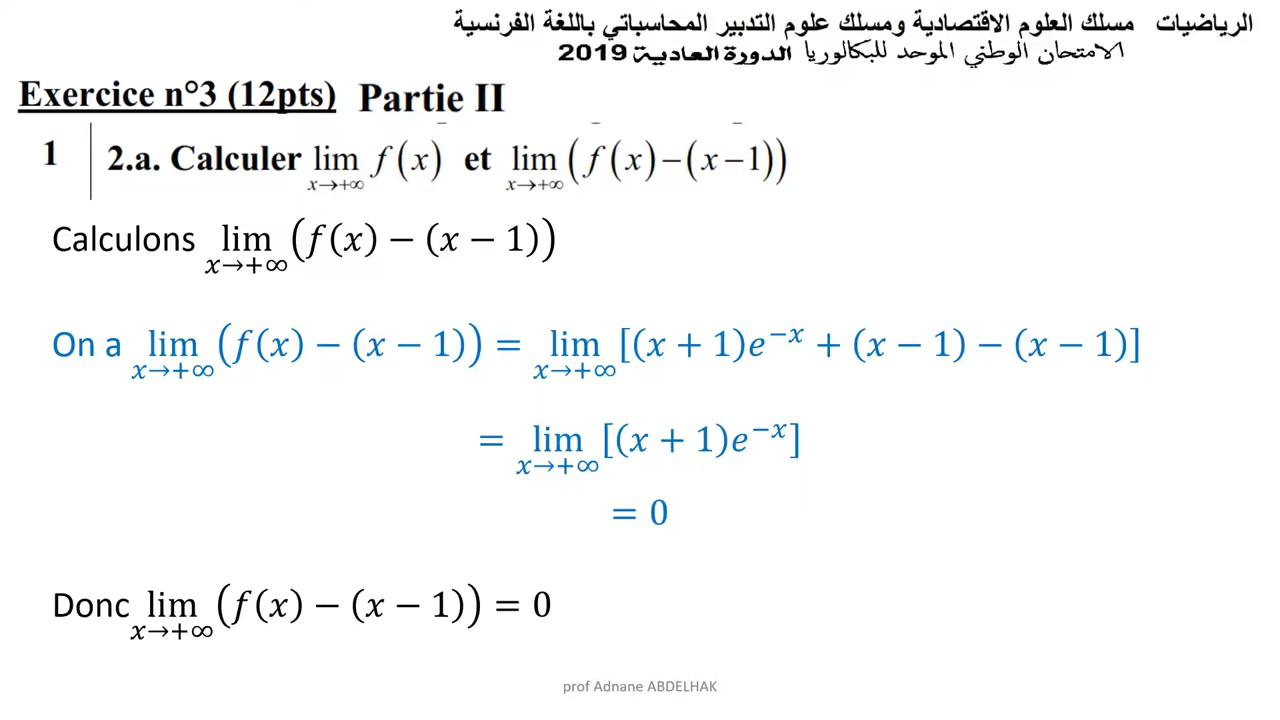 الرياضيات مسلك العلوم الاقتصادية ومسلك علوم التدبير المحاسباتي باللغة الفرنسية
الامتحان الوطني الموحد للبكالوريا الدورة العادية 2019
Exercice n°3 (12pts) Partie II
1 | 2.a. Calculer lim_{x→+∞} f(x) et lim_{x→+∞} (f(x)−(x−1))
Calculons lim_{x→+∞} (f(x) − (x − 1))
On a lim_{x→+∞} (f(x) − (x − 1)) = lim_{x→+∞} [(x + 1)e^{−x} + (x − 1) − (x − 1)]
= lim_{x→+∞} [(x + 1)e^{−x}]
= 0
Donc lim_{x→+∞} (f(x) − (x − 1)) = 0
prof Adnane ABDELHAK